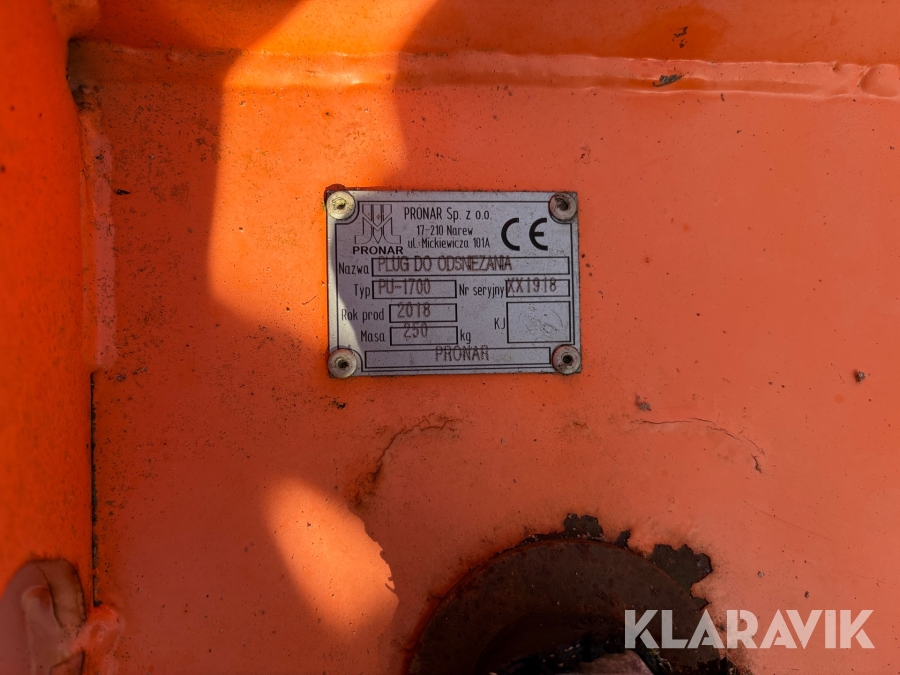 PRONAR Sp. z o.o.
17-210 Narew
ul. Mickiewicza 101A
PRONAR
CE
Nazwa PLUG DO ODSNIEZANIA
Typ PU-1700 Nr seryjny XX1918
Rok prod 2018
Masa 250 kg KJ
PRONAR
KLARAVIK